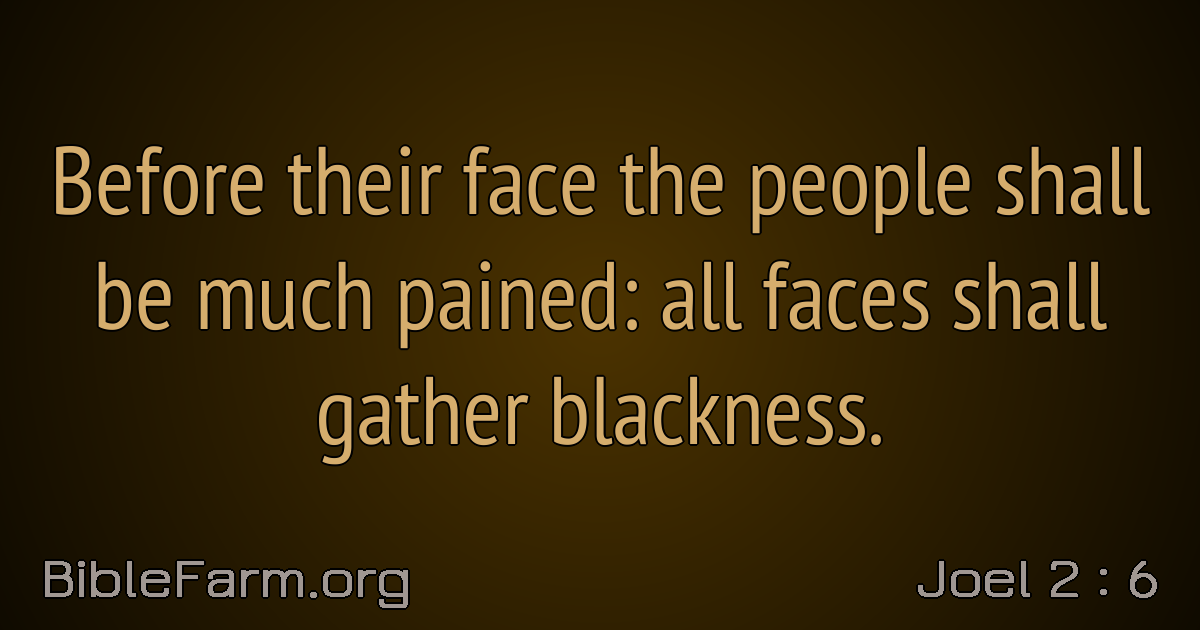 Before their face the people shall
be much pained: all faces shall
gather blackness.
BibleFarm.org
Joel 2 : 6